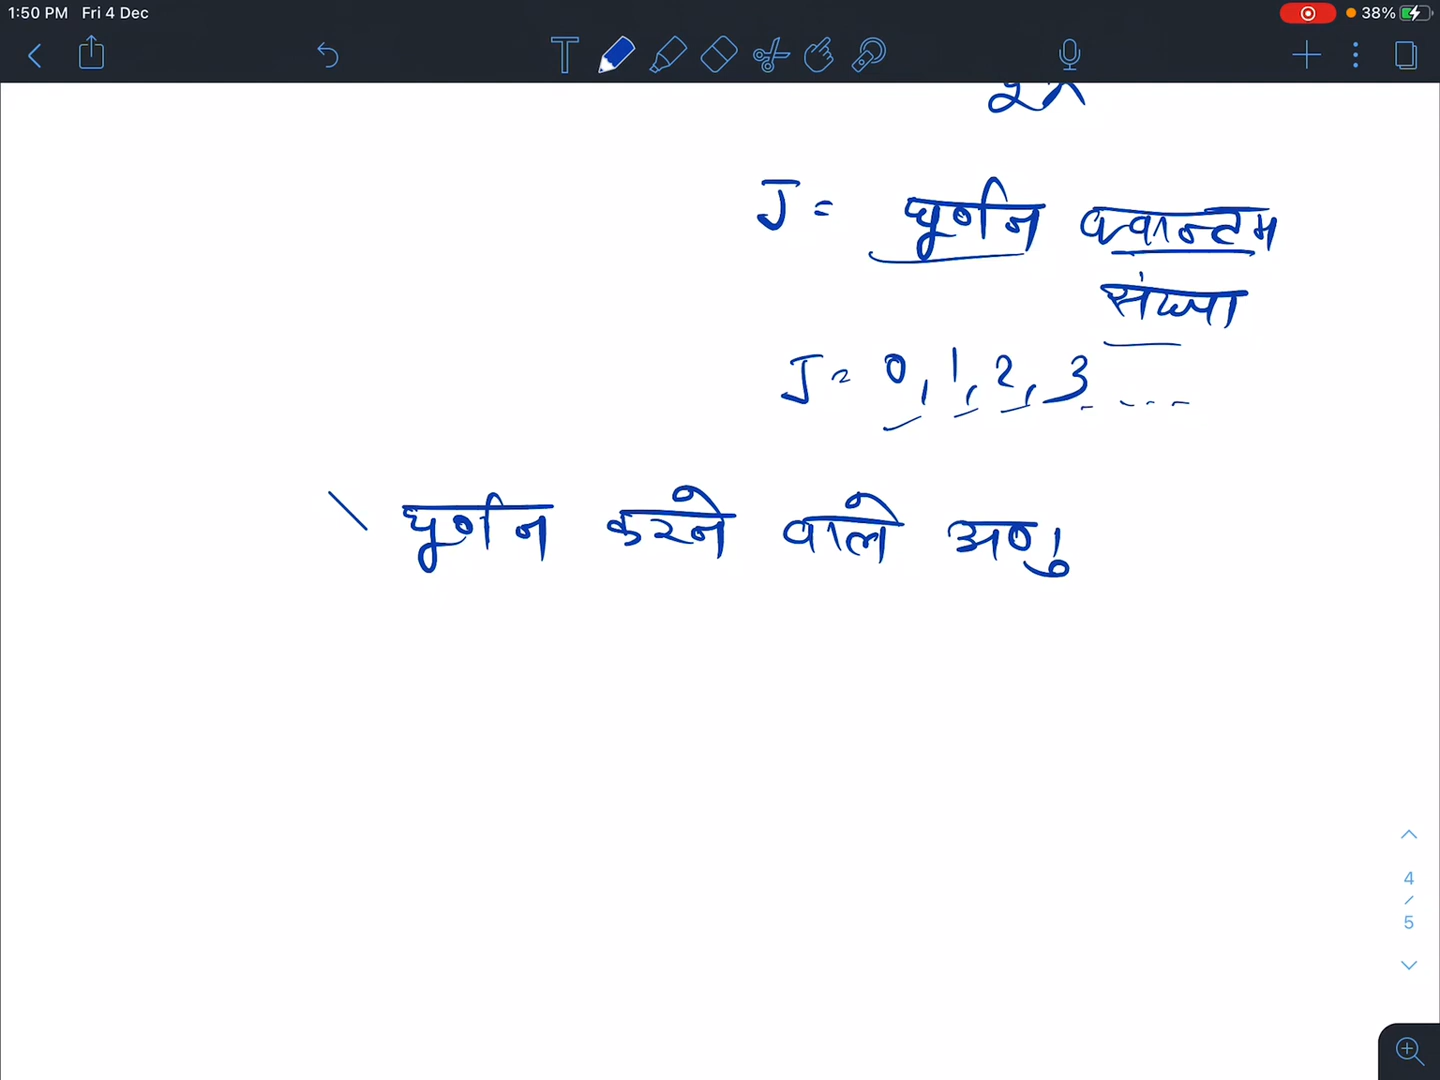 1:50 PM Fri 4 Dec 38%
J = घूर्णन क्वान्टम
संख्या
J = 0, 1, 2, 3 - - - -
घूर्णन करने वाले अणु
4
/
5